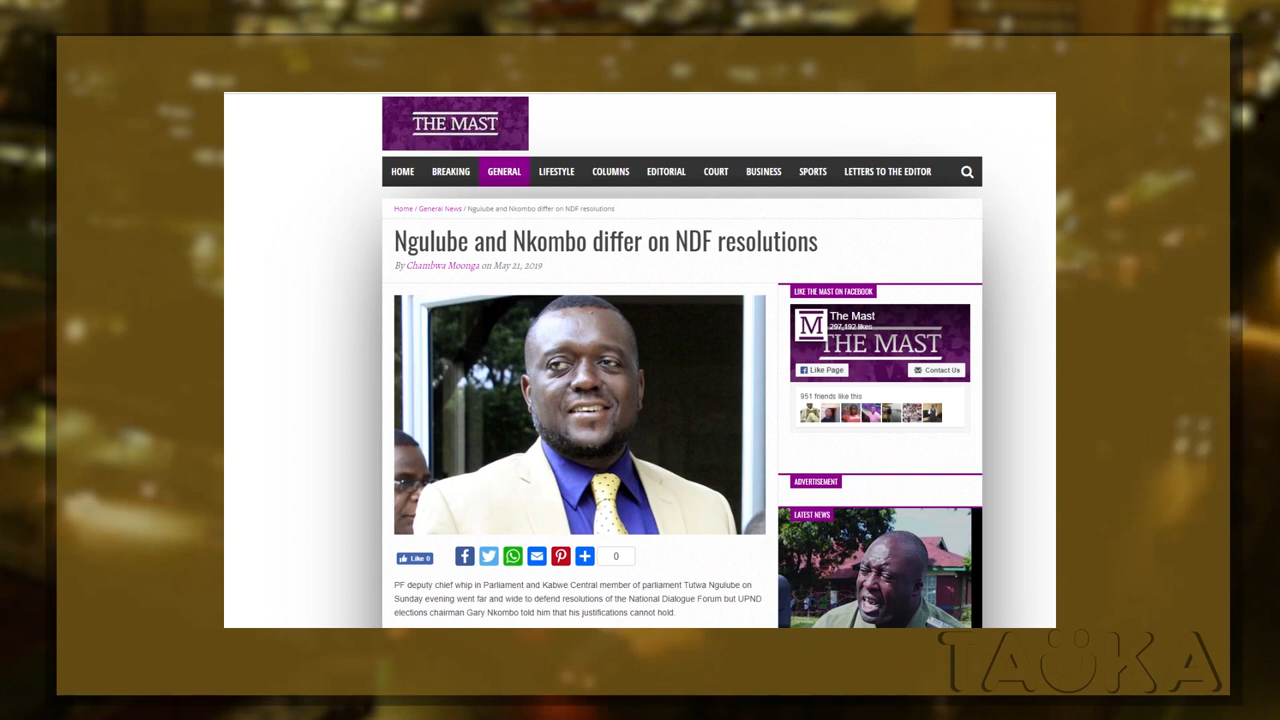 THE MAST
HOME BREAKING GENERAL LIFESTYLE COLUMNS EDITORIAL COURT BUSINESS SPORTS LETTERS TO THE EDITOR
Home / General News / Ngulube and Nkombo differ on NDF resolutions
Ngulube and Nkombo differ on NDF resolutions
By Chambwa Moonga on May 21, 2019
Like 0
0
PF deputy chief whip in Parliament and Kabwe Central member of parliament Tutwa Ngulube on
Sunday evening went far and wide to defend resolutions of the National Dialogue Forum but UPND
elections chairman Gary Nkombo told him that his justifications cannot hold.
LIKE THE MAST ON FACEBOOK
M
The Mast
297,192 likes
THE MAST
Like Page
Contact Us
951 friends like this
ADVERTISEMENT
LATEST NEWS
TAUKA